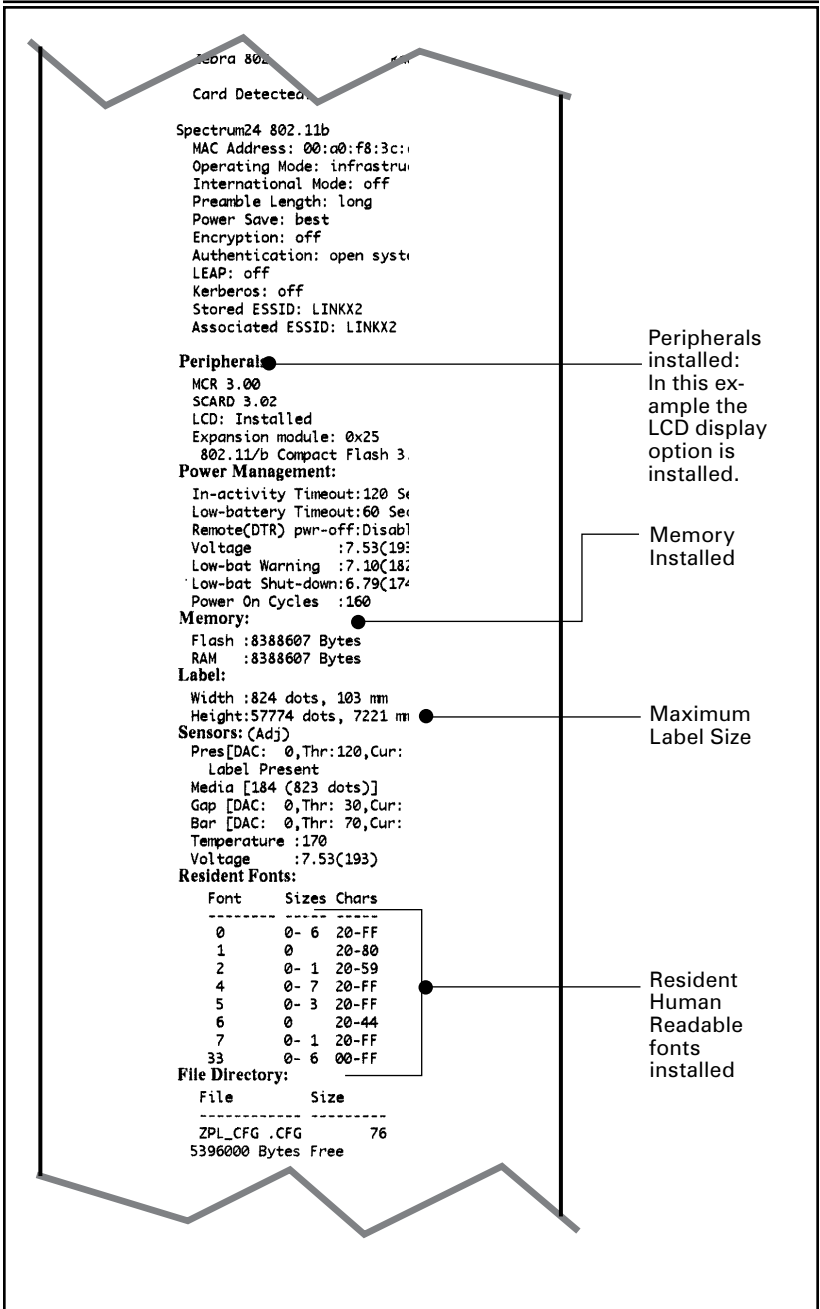 Zebra 802
Card Detected
Spectrum24 802.11b
MAC Address: 00:a0:f8:3c:
Operating Mode: infrastru
International Mode: off
Preamble Length: long
Power Save: best
Encryption: off
Authentication: open syst
LEAP: off
Kerberos: off
Stored ESSID: LINKX2
Associated ESSID: LINKX2
Peripherals
MCR 3.00
SCARD 3.02
LCD: Installed
Expansion module: 0x25
802.11/b Compact Flash 3.
Power Management:
In-activity Timeout:120 Se
Low-battery Timeout:60 Sec
Remote(DTR) pwr-off:Disabl
Voltage :7.53(193
Low-bat Warning :7.10(182
Low-bat Shut-down:6.79(174
Power On Cycles :160
Memory:
Flash :8388607 Bytes
RAM :8388607 Bytes
Label:
Width :824 dots, 103 mm
Height:57774 dots, 7221 mm
Sensors: (Adj)
Pres[DAC: 0,Thr:120,Cur:
Label Present
Media [184 (823 dots)]
Gap [DAC: 0,Thr: 30,Cur:
Bar [DAC: 0,Thr: 70,Cur:
Temperature :170
Voltage :7.53(193)
Resident Fonts:
Font Sizes Chars
-------- ----- -----
0 0- 6 20-FF
1 0 20-80
2 0- 1 20-59
4 0- 7 20-FF
5 0- 3 20-FF
6 0 20-44
7 0- 1 20-FF
33 0- 6 00-FF
File Directory:
File Size
------------ ---------
ZPL_CFG .CFG 76
5396000 Bytes Free
Peripherals
installed:
In this ex-
ample the
LCD display
option is
installed.
Memory
Installed
Maximum
Label Size
Resident
Human
Readable
fonts
installed